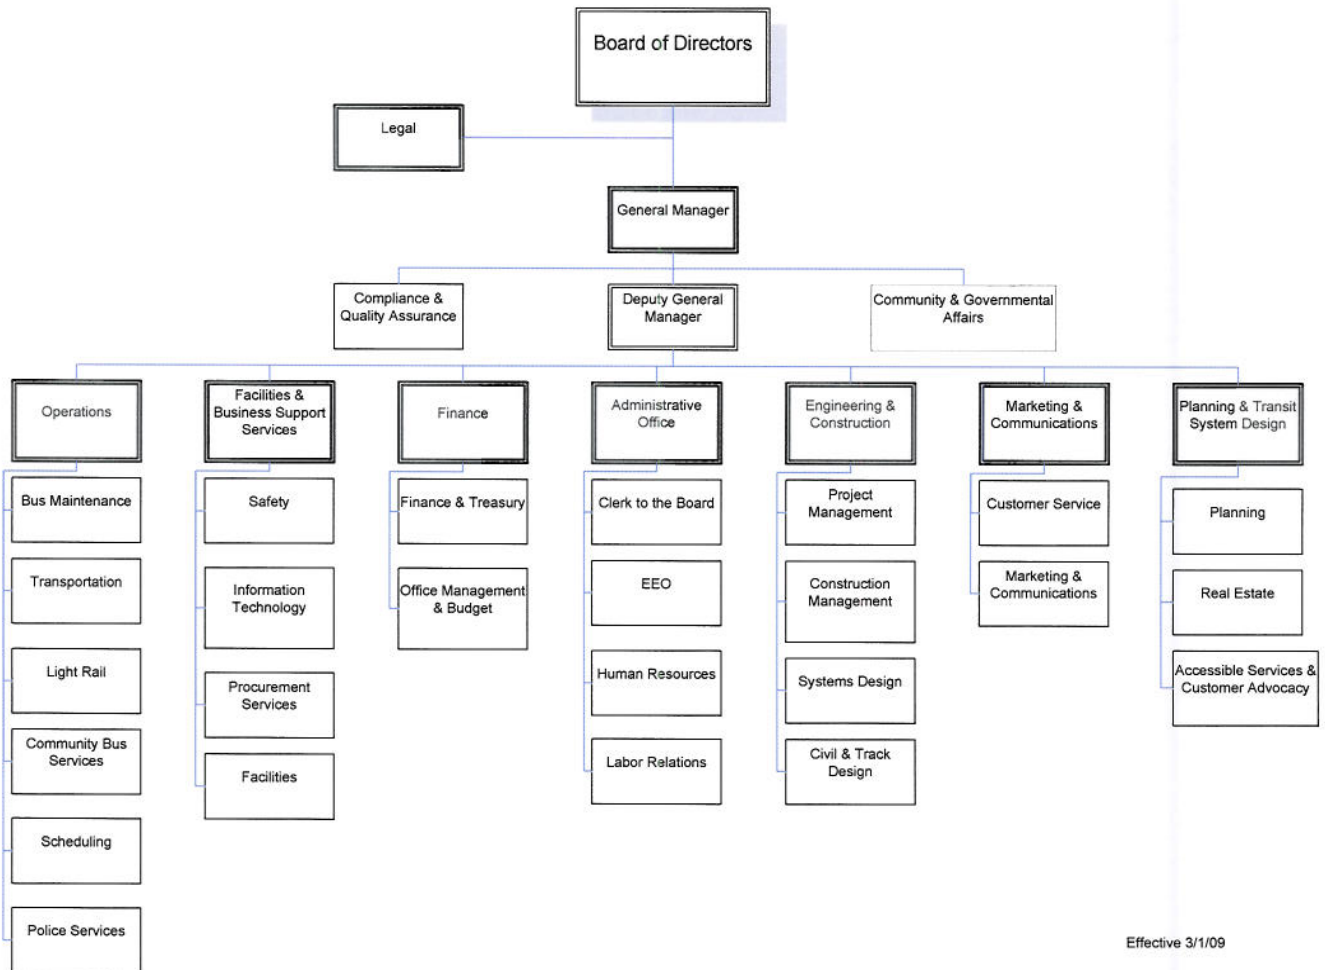 Board of Directors
Legal
General Manager
Compliance &
Quality Assurance
Deputy General
Manager
Community & Governmental
Affairs
Operations
Facilities &
Business Support
Services
Finance
Administrative
Office
Engineering &
Construction
Marketing &
Communications
Planning & Transit
System Design
Bus Maintenance
Transportation
Light Rail
Community Bus
Services
Scheduling
Police Services
Safety
Information
Technology
Procurement
Services
Facilities
Finance & Treasury
Office Management
& Budget
Clerk to the Board
EEO
Human Resources
Labor Relations
Project
Management
Construction
Management
Systems Design
Civil & Track
Design
Customer Service
Marketing &
Communications
Planning
Real Estate
Accessible Services &
Customer Advocacy
Effective 3/1/09